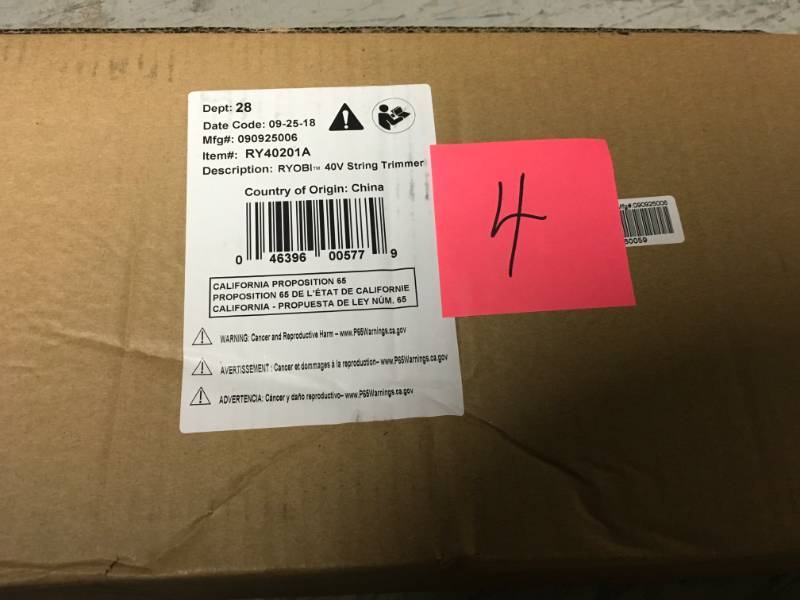 Dept: 28
Date Code: 09-25-18
Mfg#: 090925006
Item#: RY40201A
Description: RYOBI™ 40V String Trimmer
Country of Origin: China
0 46396 00577 9
CALIFORNIA PROPOSITION 65
PROPOSITION 65 DE L'ÉTAT DE CALIFORNIE
CALIFORNIA - PROPUESTA DE LEY NÚM. 65
WARNING: Cancer and Reproductive Harm – www.P65Warnings.ca.gov
AVERTISSEMENT : Cancer et dommages à la reproduction– www.P65Warnings.ca.gov
ADVERTENCIA: Cáncer y daño reproductivo– www.P65Warnings.ca.gov
4
Mfg#:090925006
50059